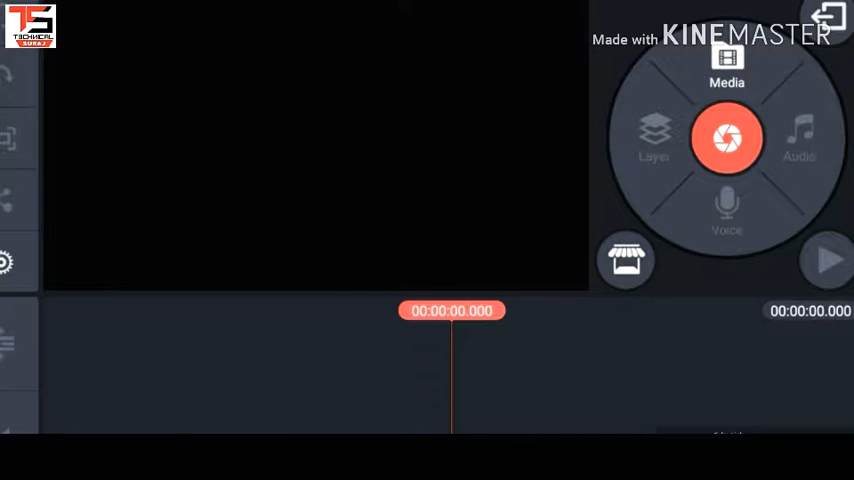 TS
TECHNICAL
SURAJ
Made with KINEMASTER
Media
Layer
Audio
Voice
00:00:00.000
00:00:00.000